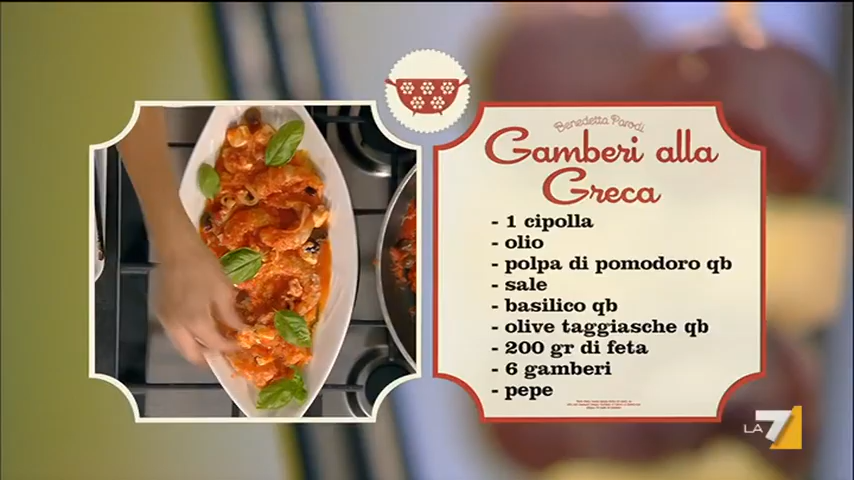 Benedetta Parodi
Gamberi alla
Greca
- 1 cipolla
- olio
- polpa di pomodoro qb
- sale
- basilico qb
- olive taggiasche qb
- 200 gr di feta
- 6 gamberi
- pepe
LA7